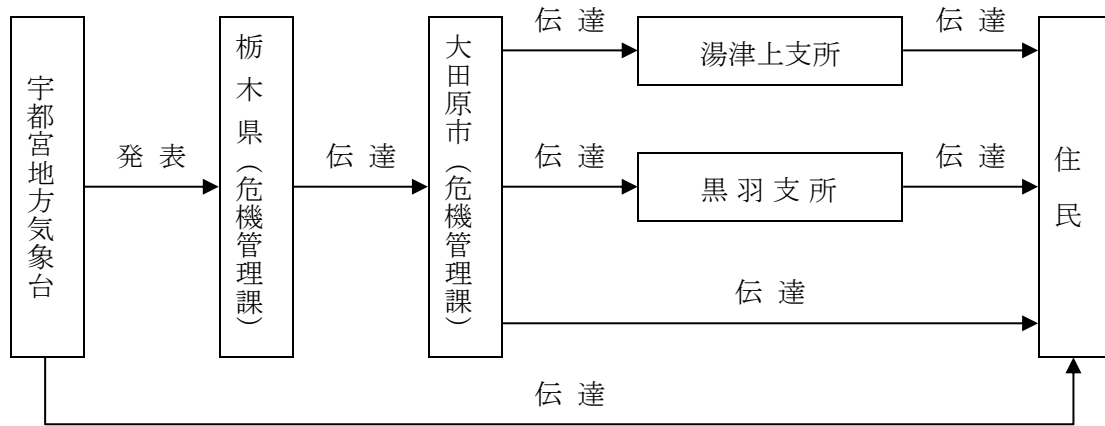 宇都宮地方気象台
発 表
栃 木 県(危機管理課)
伝 達
大田原市(危機管理課)
伝 達
湯津上支所
伝 達
伝 達
黒 羽 支 所
伝 達
伝 達
住 民
伝 達